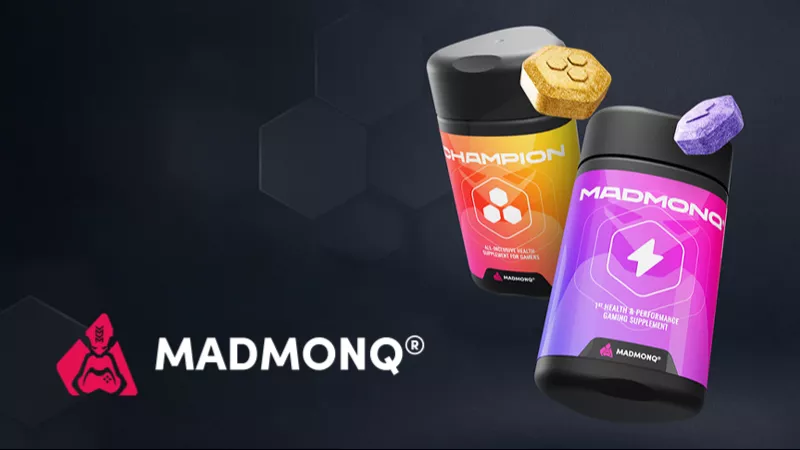 CHAMPION
ALL-INCLUSIVE HEALTH
SUPPLEMENT FOR GAMERS
MADMONQ®
MADMONQ®
1ST HEALTH & PERFORMANCE
GAMING SUPPLEMENT
MADMONQ®
MADMONQ®